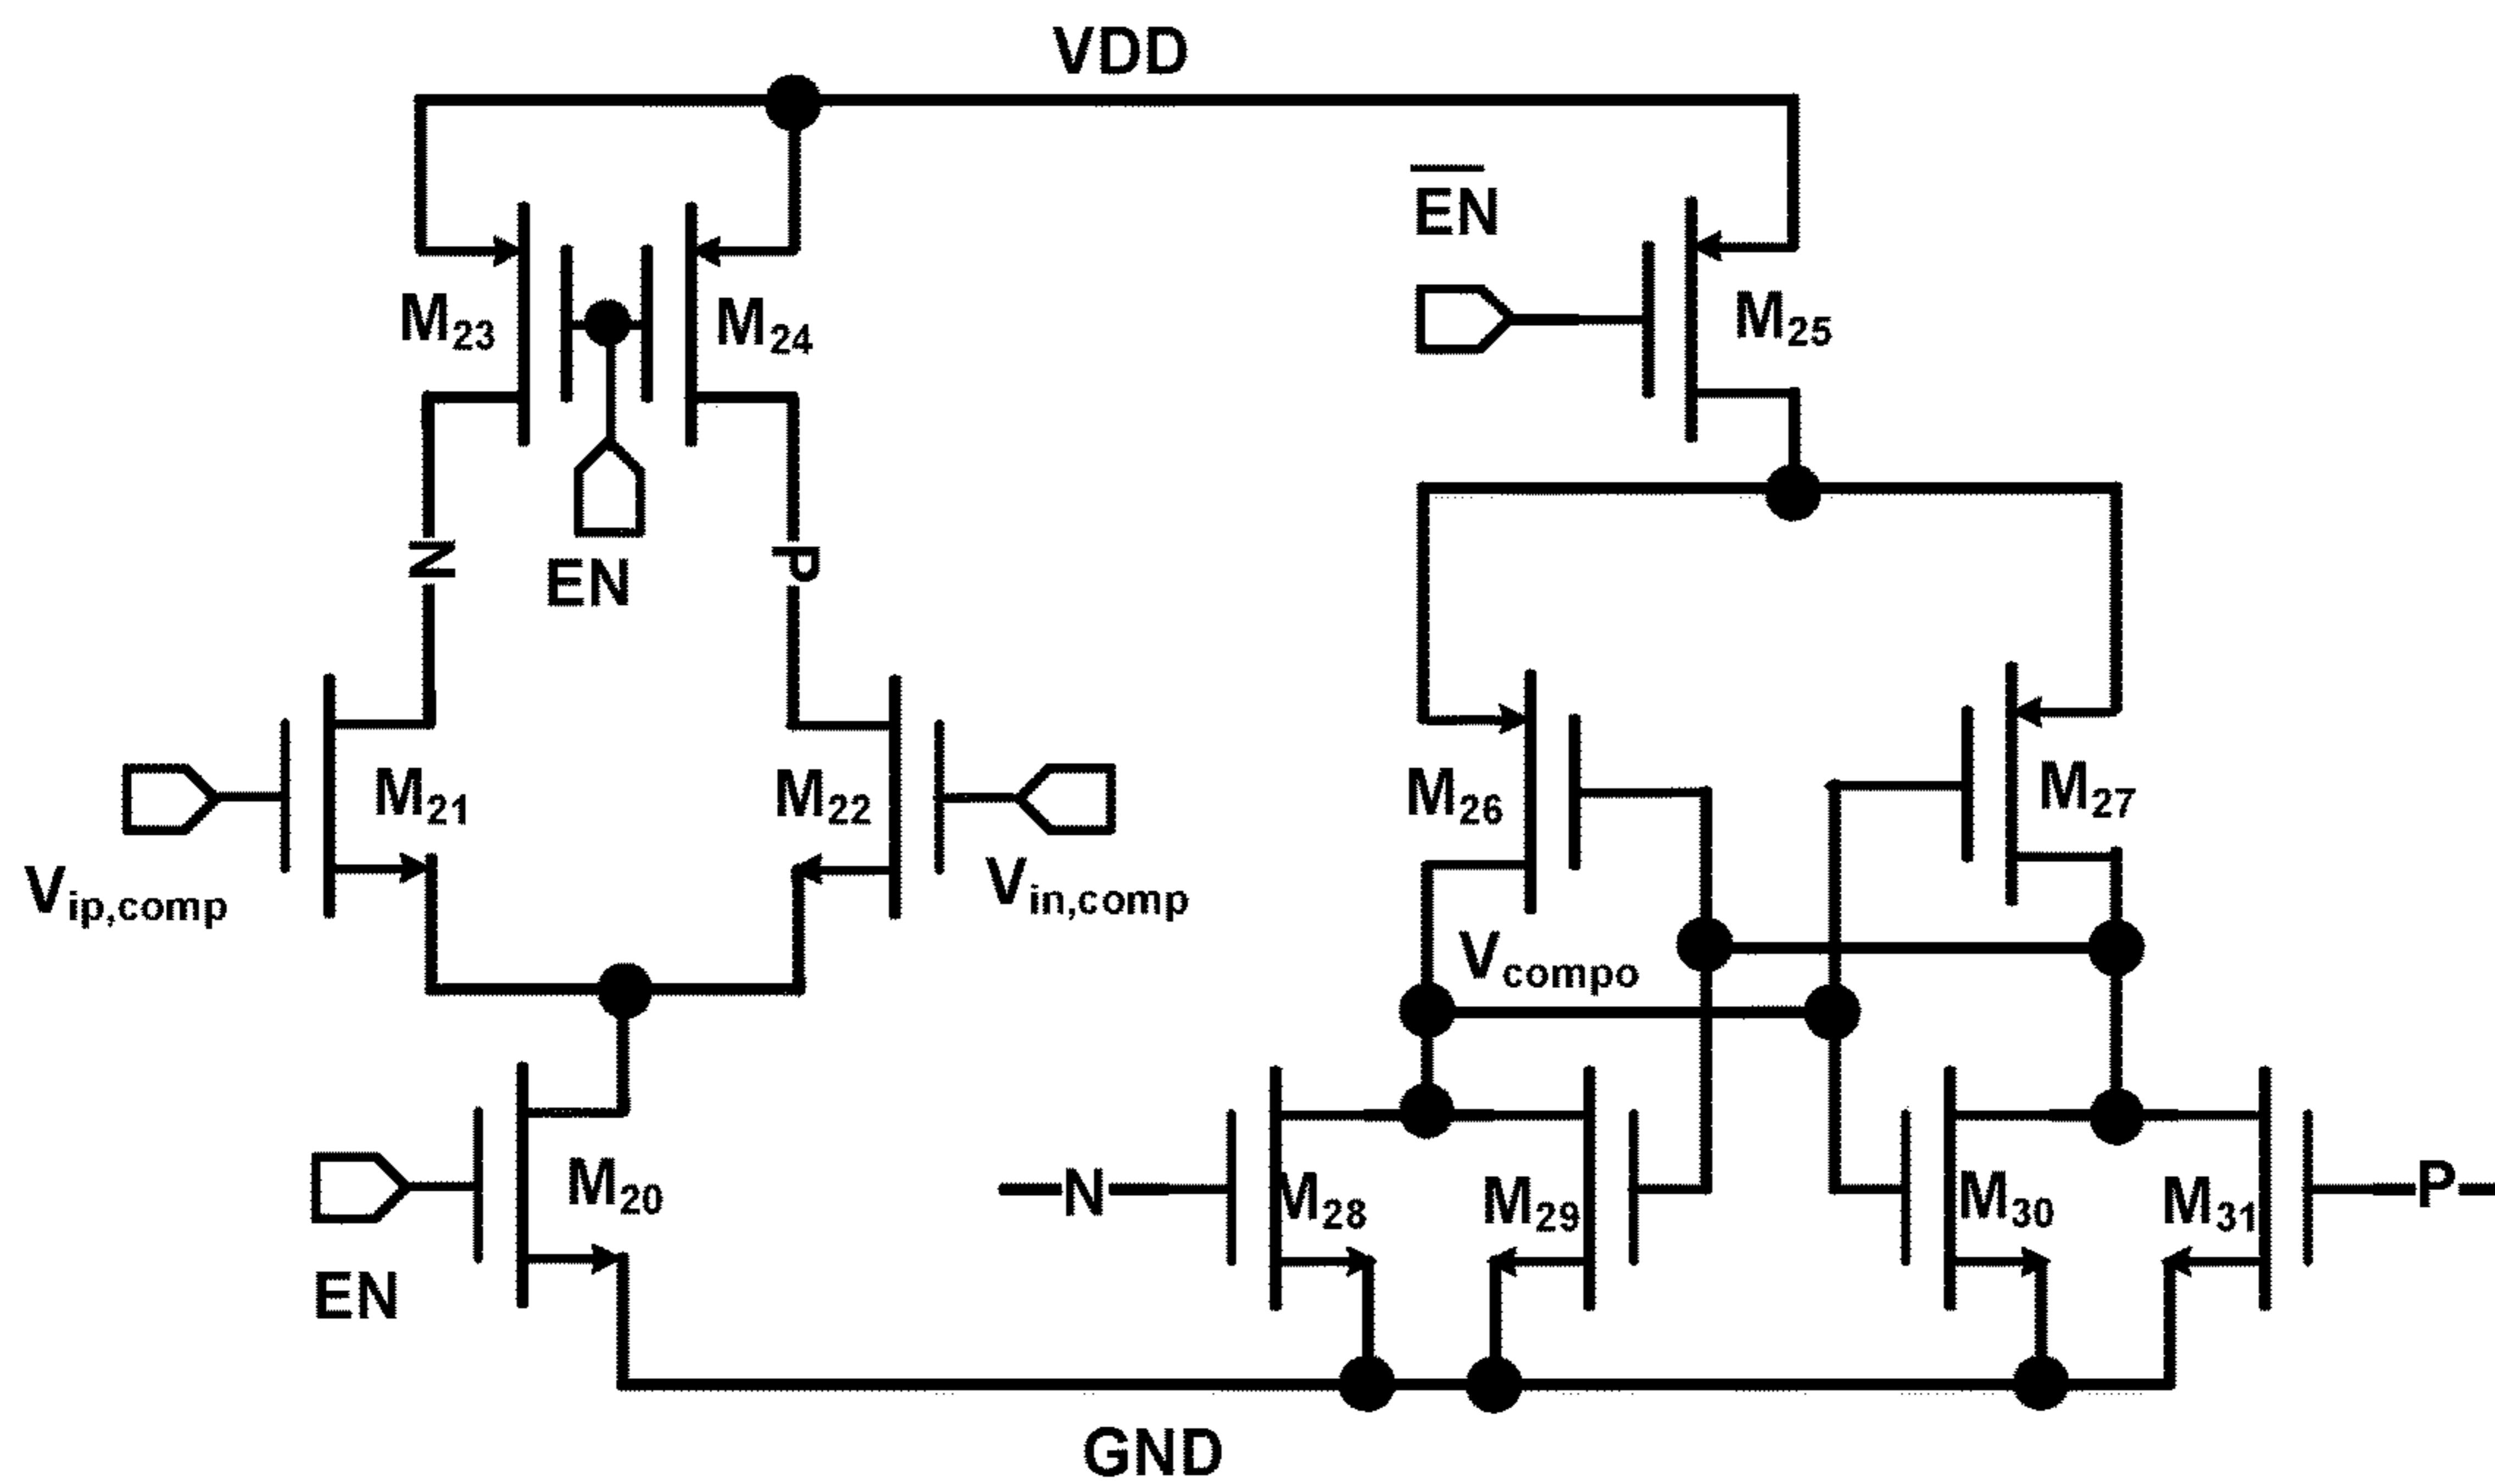 VDD
EN
M23
M24
M25
N
EN
P
M21
M22
M26
M27
Vip,comp
Vin,comp
Vcompo
M20
EN
N
M28
M29
M30
M31
P
GND